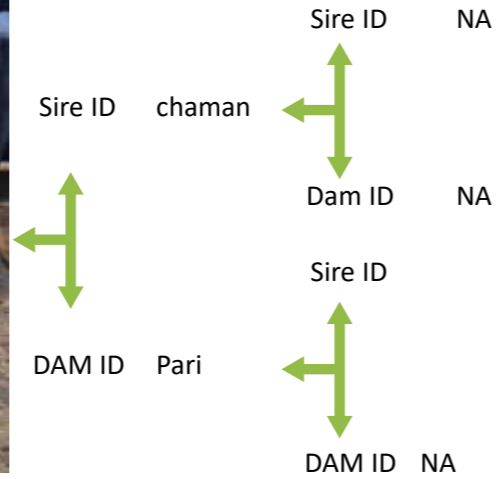 Sire ID NA
Sire ID chaman
Dam ID NA
Sire ID
DAM ID Pari
DAM ID NA